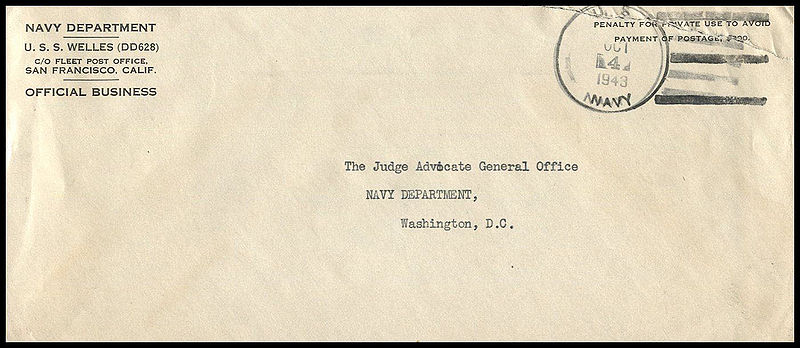 NAVY DEPARTMENT
U. S. S. WELLES (DD628)
C/O FLEET POST OFFICE,
SAN FRANCISCO, CALIF.
OFFICIAL BUSINESS
PENALTY FOR PRIVATE USE TO AVOID
PAYMENT OF POSTAGE, $300.
U.S.
OCT
4
1943
NAVY
The Judge Advocate General Office
NAVY DEPARTMENT,
Washington, D.C.